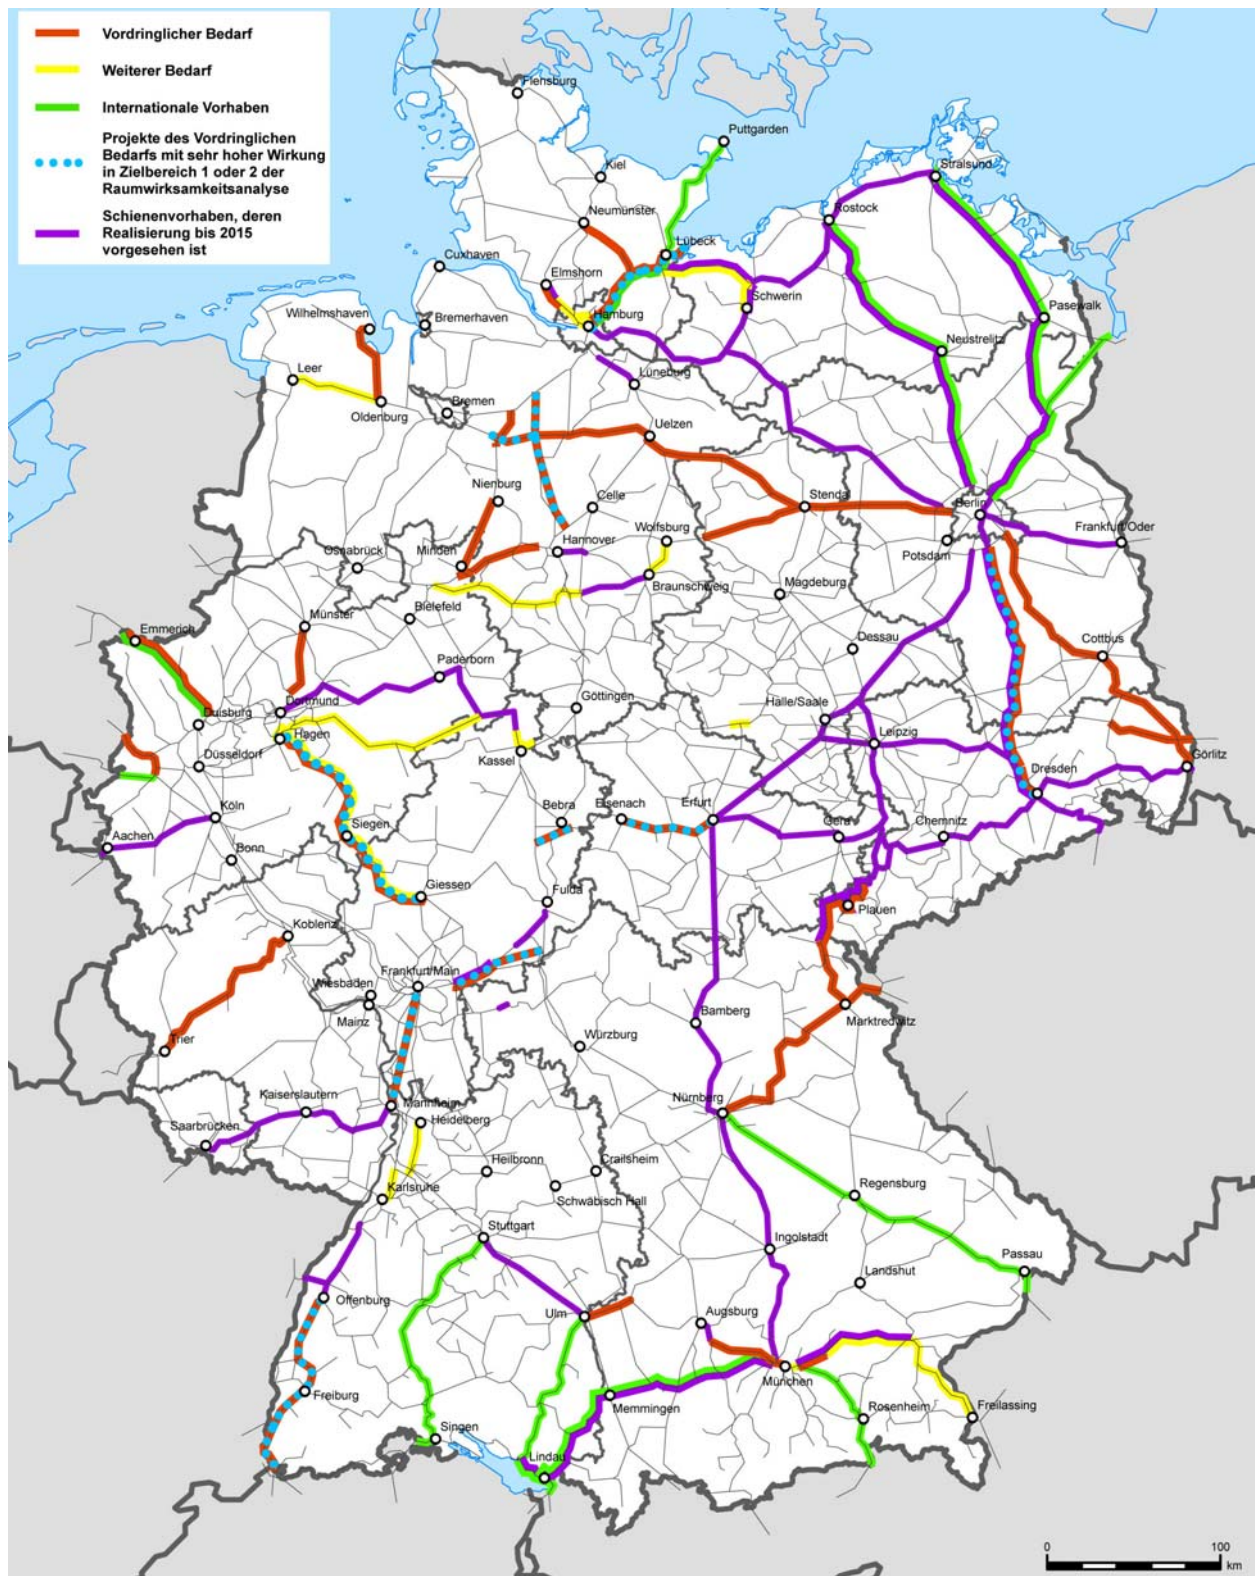 Vordringlicher Bedarf
Weiterer Bedarf
Internationale Vorhaben
Projekte des Vordringlichen
Bedarfs mit sehr hoher Wirkung
in Zielbereich 1 oder 2 der
Raumwirksamkeitsanalyse
Schienenvorhaben, deren
Realisierung bis 2015
vorgesehen ist
Flensburg
Puttgarden
Kiel
Stralsund
Neumünster
Rostock
Lübeck
Cuxhaven
Elmshorn
Schwerin
Wilhelmshaven
Bremerhaven
Hamburg
Pasewalk
Neustrelitz
Leer
Lüneburg
Oldenburg
Bremen
Uelzen
Nienburg
Celle
Stendal
Berlin
Wolfsburg
Frankfurt/Oder
Osnabrück
Minden
Hannover
Potsdam
Braunschweig
Magdeburg
Emmerich
Münster
Bielefeld
Dessau
Cottbus
Paderborn
Göttingen
Halle/Saale
Duisburg
Dortmund
Hagen
Leipzig
Düsseldorf
Kassel
Görlitz
Dresden
Köln
Bebra
Eisenach
Erfurt
Gera
Chemnitz
Aachen
Siegen
Bonn
Giessen
Fulda
Plauen
Koblenz
Frankfurt/Main
Wiesbaden
Mainz
Bamberg
Marktredwitz
Trier
Würzburg
Kaiserslautern
Mannheim
Nürnberg
Heidelberg
Saarbrücken
Heilbronn
Crailsheim
Karlsruhe
Schwäbisch Hall
Regensburg
Stuttgart
Ingolstadt
Passau
Landshut
Offenburg
Ulm
Augsburg
München
Freiburg
Memmingen
Rosenheim
Freilassing
Singen
Lindau
0 100
km